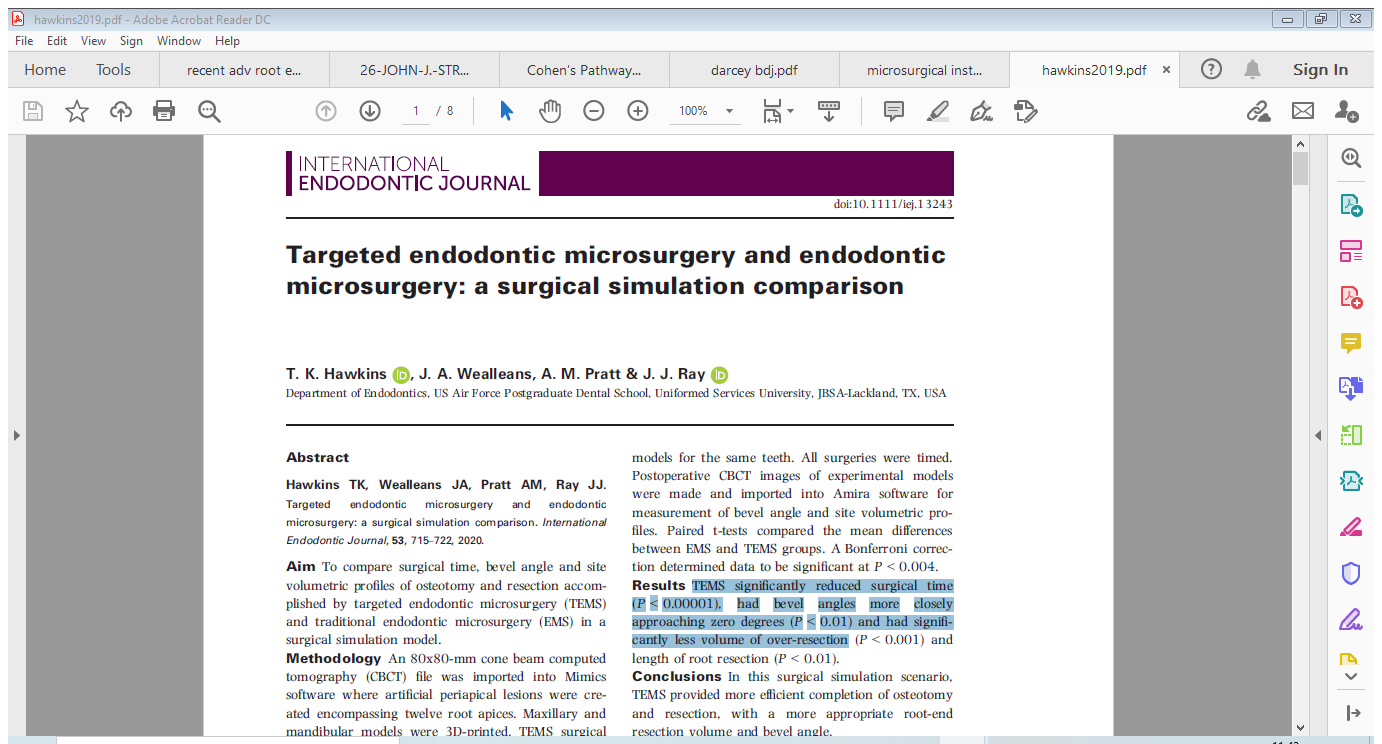 hawkins2019.pdf - Adobe Acrobat Reader DC
File Edit View Sign Window Help
Home Tools recent adv root e... 26-JOHN-J.-STR... Cohen's Pathway... darcey bdj.pdf microsurgical inst... hawkins2019.pdf × Sign In
1 / 8 100%
INTERNATIONAL
ENDODONTIC JOURNAL
doi:10.1111/iej.13243
Targeted endodontic microsurgery and endodontic
microsurgery: a surgical simulation comparison
T. K. Hawkins iD, J. A. Wealleans, A. M. Pratt & J. J. Ray iD
Department of Endodontics, US Air Force Postgraduate Dental School, Uniformed Services University, JBSA-Lackland, TX, USA
Abstract
Hawkins TK, Wealleans JA, Pratt AM, Ray JJ.
Targeted endodontic microsurgery and endodontic
microsurgery: a surgical simulation comparison. International
Endodontic Journal, 53, 715–722, 2020.
Aim To compare surgical time, bevel angle and site
volumetric profiles of osteotomy and resection accom-
plished by targeted endodontic microsurgery (TEMS)
and traditional endodontic microsurgery (EMS) in a
surgical simulation model.
Methodology An 80x80-mm cone beam computed
tomography (CBCT) file was imported into Mimics
software where artificial periapical lesions were cre-
ated encompassing twelve root apices. Maxillary and
mandibular models were 3D-printed. TEMS surgical
models for the same teeth. All surgeries were timed.
Postoperative CBCT images of experimental models
were made and imported into Amira software for
measurement of bevel angle and site volumetric pro-
files. Paired t-tests compared the mean differences
between EMS and TEMS groups. A Bonferroni correc-
tion determined data to be significant at P < 0.004.
Results TEMS significantly reduced surgical time
(P < 0.00001), had bevel angles more closely
approaching zero degrees (P < 0.01) and had signifi-
cantly less volume of over-resection (P < 0.001) and
length of root resection (P < 0.01).
Conclusions In this surgical simulation scenario,
TEMS provided more efficient completion of osteotomy
and resection, with a more appropriate root-end
resection volume and bevel angle.